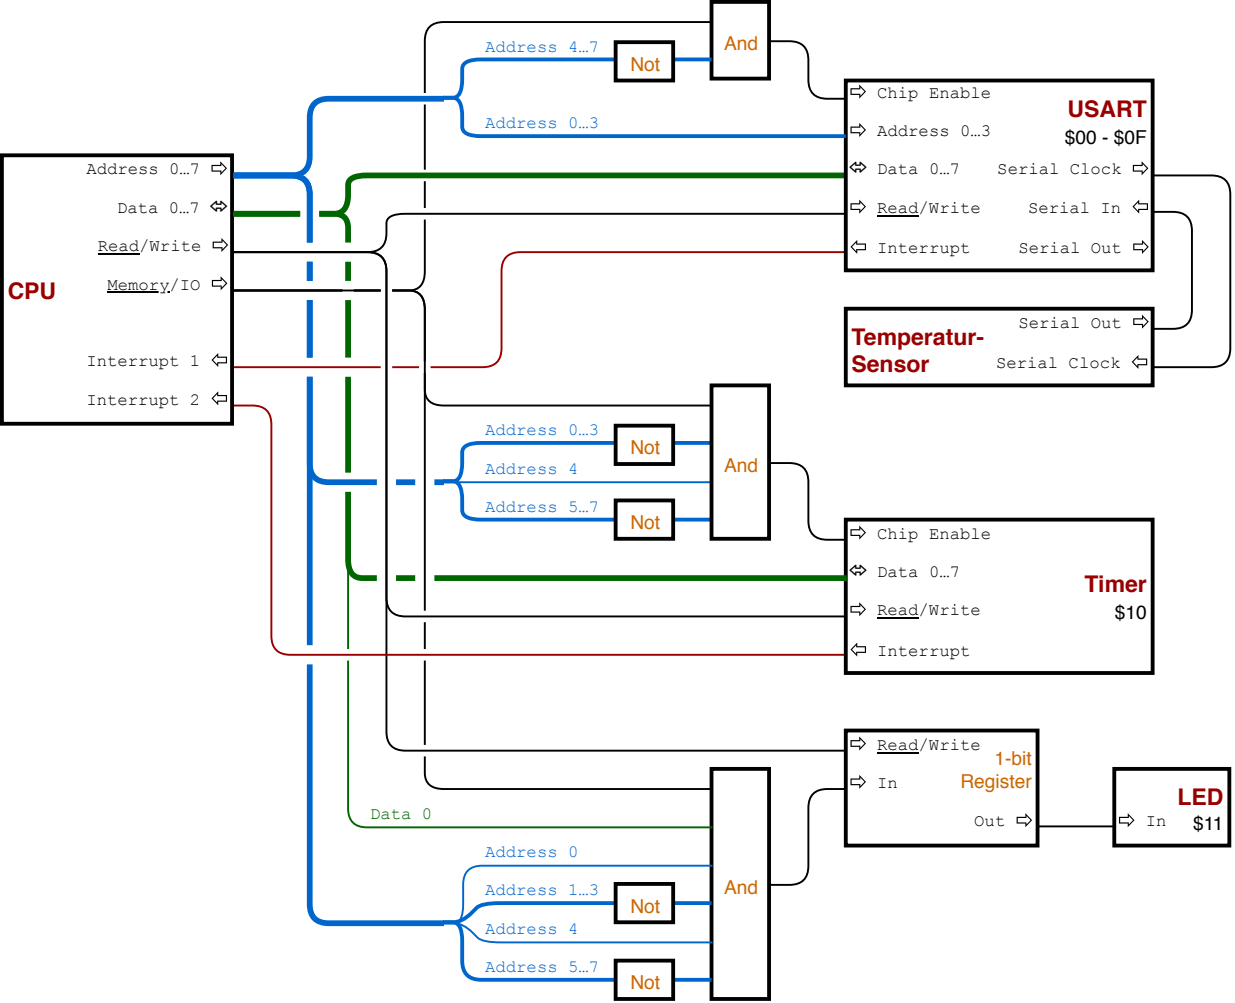 And
Address 4…7
Not
Address 0…3
Chip Enable
Address 0…3
Data 0…7
Read/Write
Interrupt
USART
$00 - $0F
Serial Clock
Serial In
Serial Out
CPU
Address 0…7
Data 0…7
Read/Write
Memory/IO
Interrupt 1
Interrupt 2
Temperatur-
Sensor
Serial Out
Serial Clock
Address 0…3
Not
Address 4
Address 5…7
Not
And
Chip Enable
Data 0…7
Read/Write
Interrupt
Timer
$10
Read/Write
In
1-bit
Register
Out
LED
In
$11
Data 0
Address 0
Address 1…3
Not
Address 4
Address 5…7
Not
And